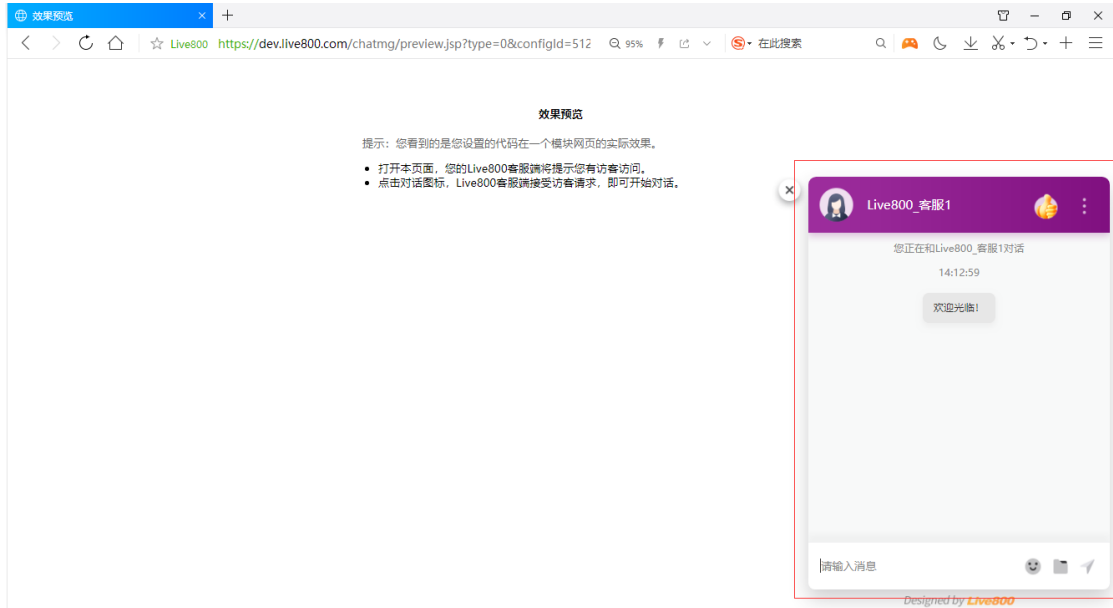 效果预览
Live800 https://dev.live800.com/chatmg/preview.jsp?type=0&configId=512 95% 在此搜索
效果预览
提示：您看到的是您设置的代码在一个模块网页的实际效果。
打开本页面，您的Live800客服端将提示您有访客访问。
点击对话图标，Live800客服端接受访客请求，即可开始对话。
Live800_客服1
您正在和Live800_客服1对话
14:12:59
欢迎光临！
请输入消息
Designed by Live800